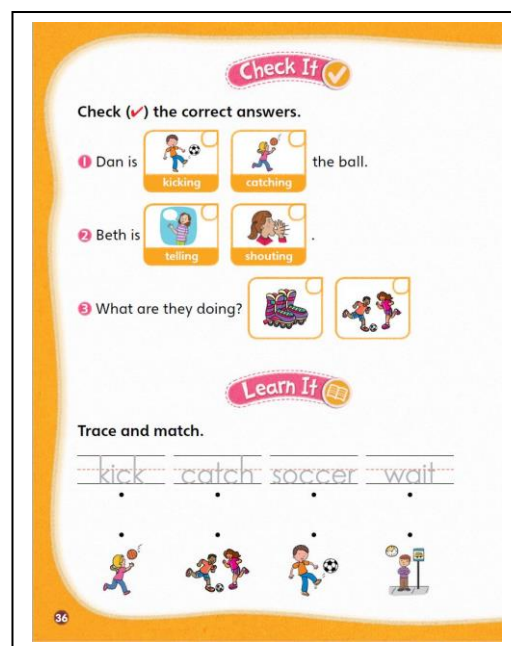 Check It
Check (✔) the correct answers.
1 Dan is kicking catching the ball.
2 Beth is telling shouting .
3 What are they doing?
Learn It
Trace and match.
kick catch soccer wait
36